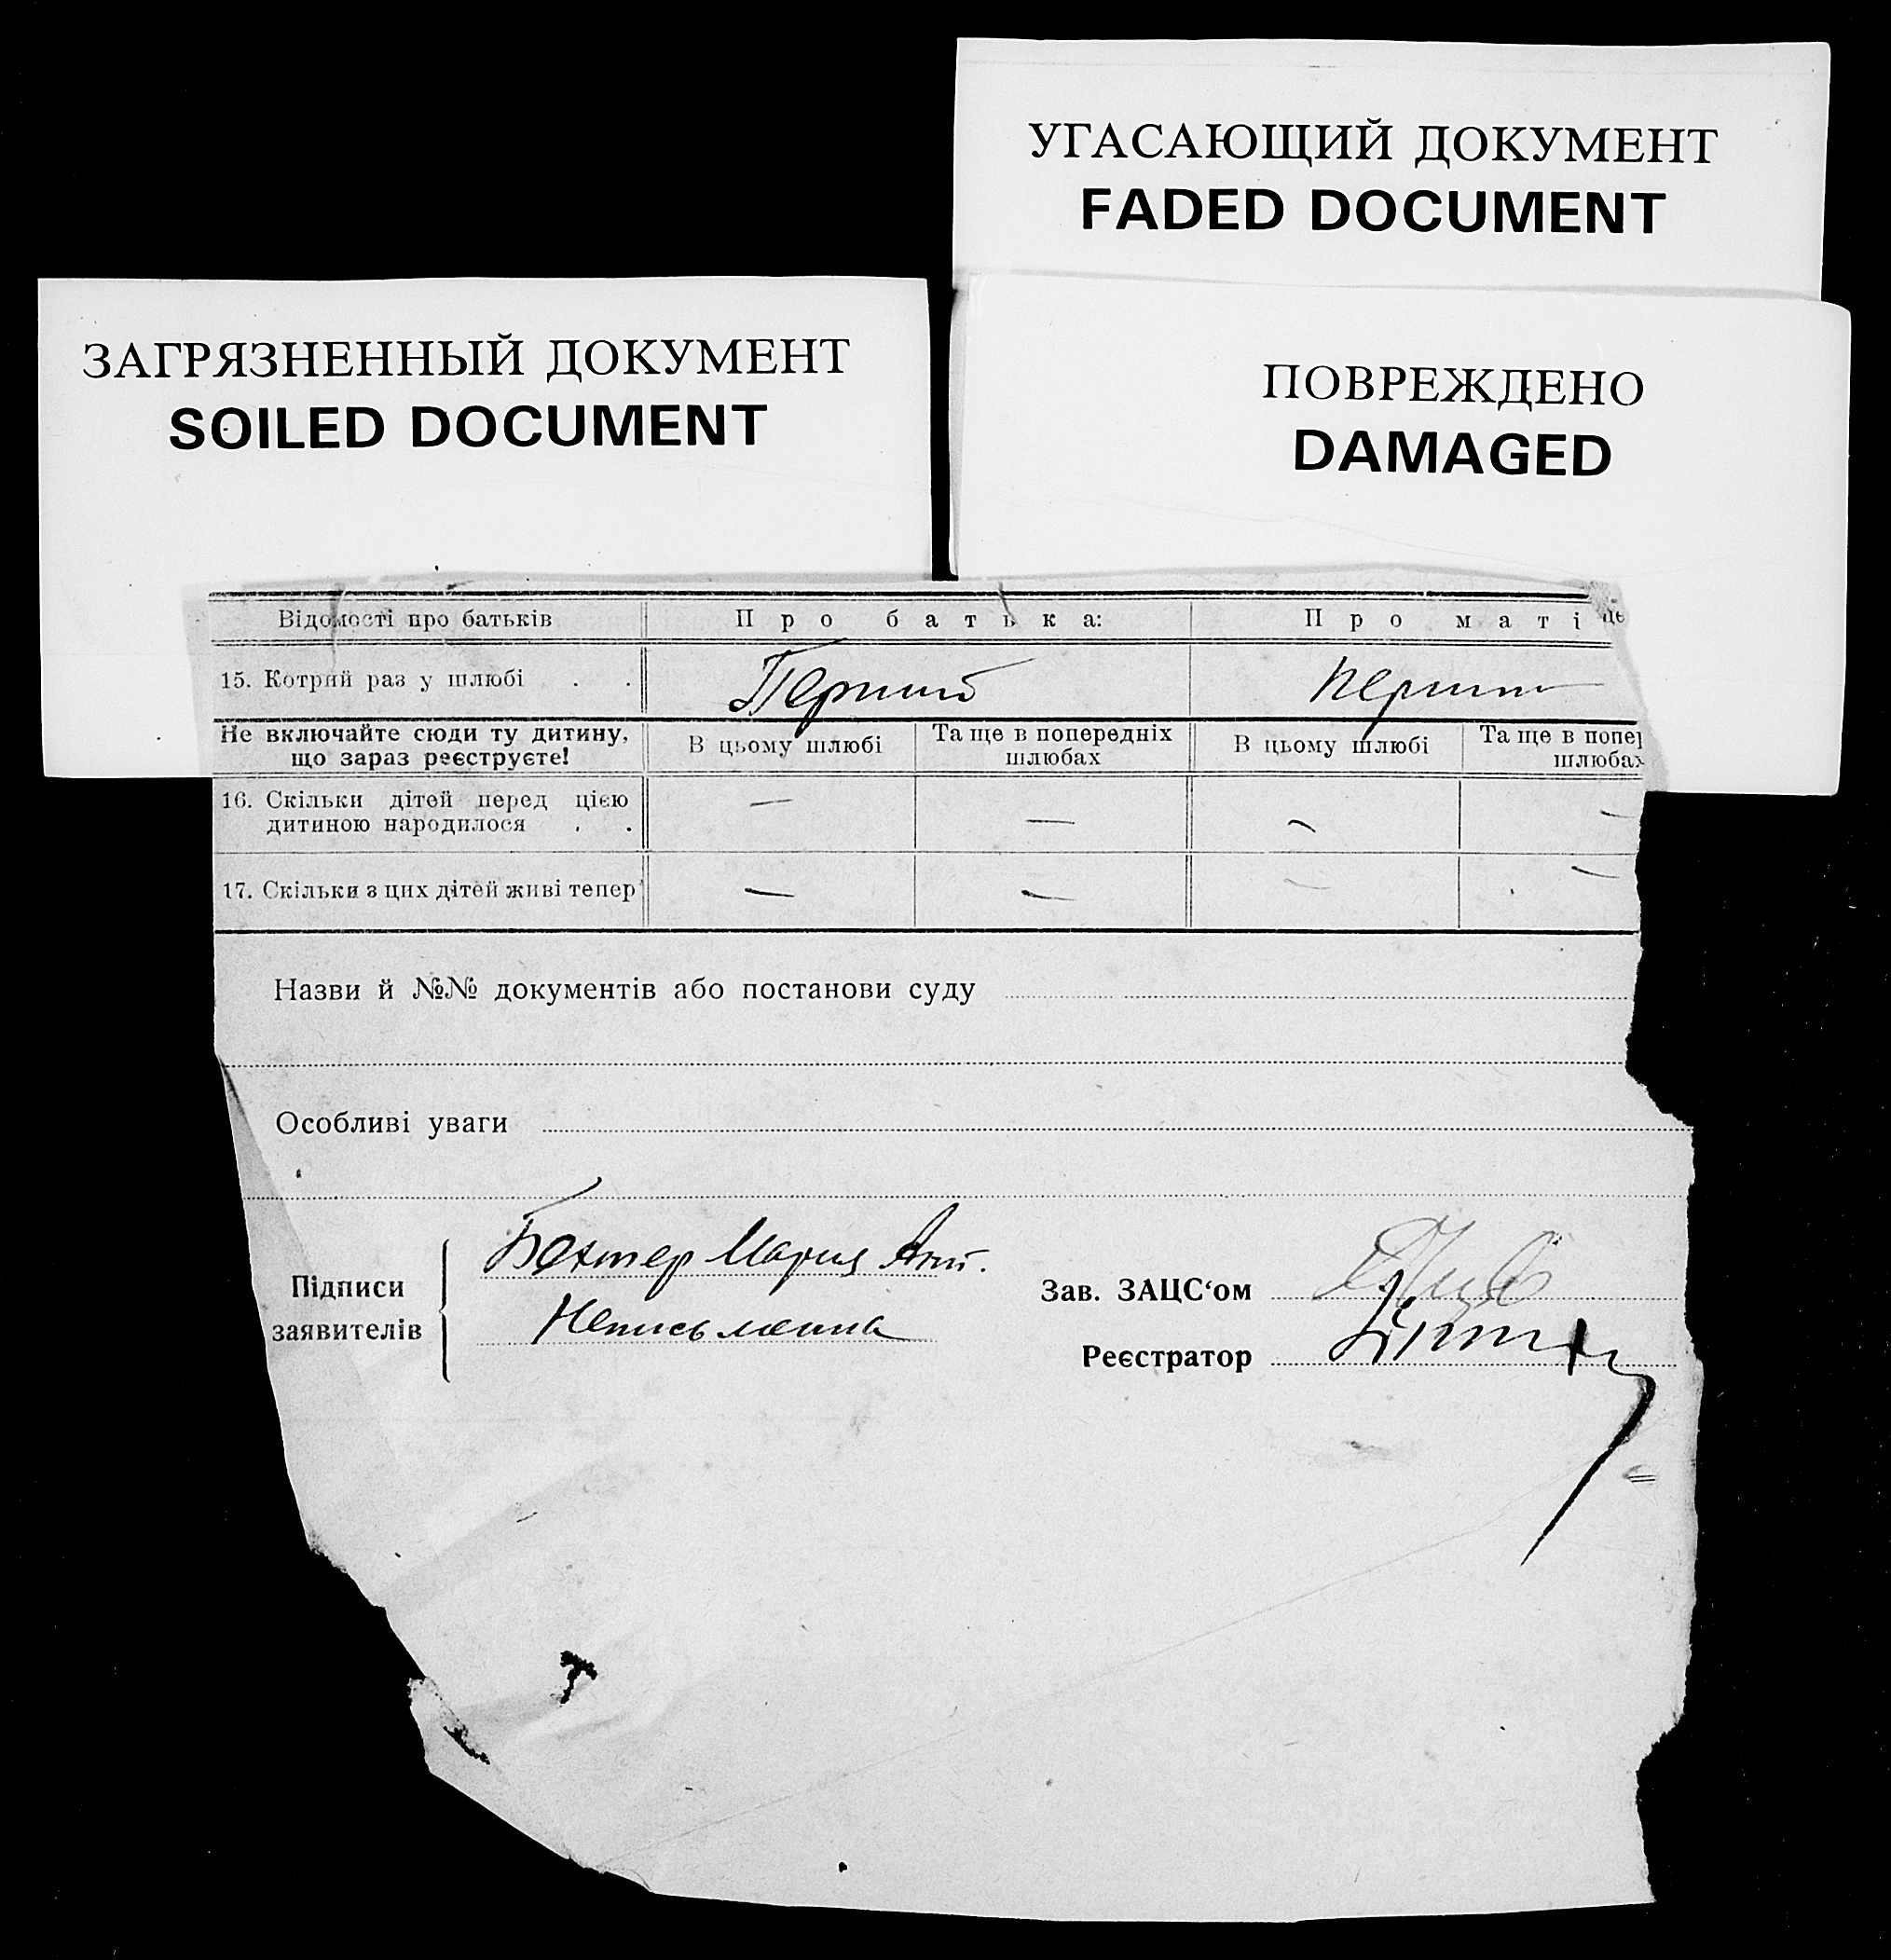 УГАСАЮЩИЙ ДОКУМЕНТ
FADED DOCUMENT
ЗАГРЯЗНЕННЫЙ ДОКУМЕНТ
SOILED DOCUMENT
ПОВРЕЖДЕНО
DAMAGED
Відомості про батьків Про батька: Про маті
15. Котрий раз у шлюбі . . Перший перший
Не включайте сюди ту дитину, що зараз реєструєте! В цьому шлюбі Та ще в попередніх шлюбах В цьому шлюбі Та ще в попе шлюбах
16. Скільки дітей перед цією дитиною народилося . . — — — —
17. Скільки з цих дітей живі тепер — — — —
Назви й №№ документів або постанови суду
Особливі уваги
Підписи заявителів
Бехтер Мария Ант.
Неписьменна
Зав. ЗАЦС‘ом
Реєстратор